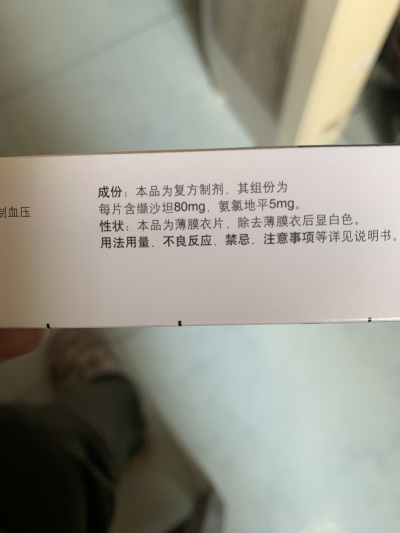 成份：本品为复方制剂，其组份为
每片含缬沙坦80mg，氨氯地平5mg。
制血压
性状：本品为薄膜衣片，除去薄膜衣后显白色。
用法用量、不良反应、禁忌、注意事项等详见说明书。